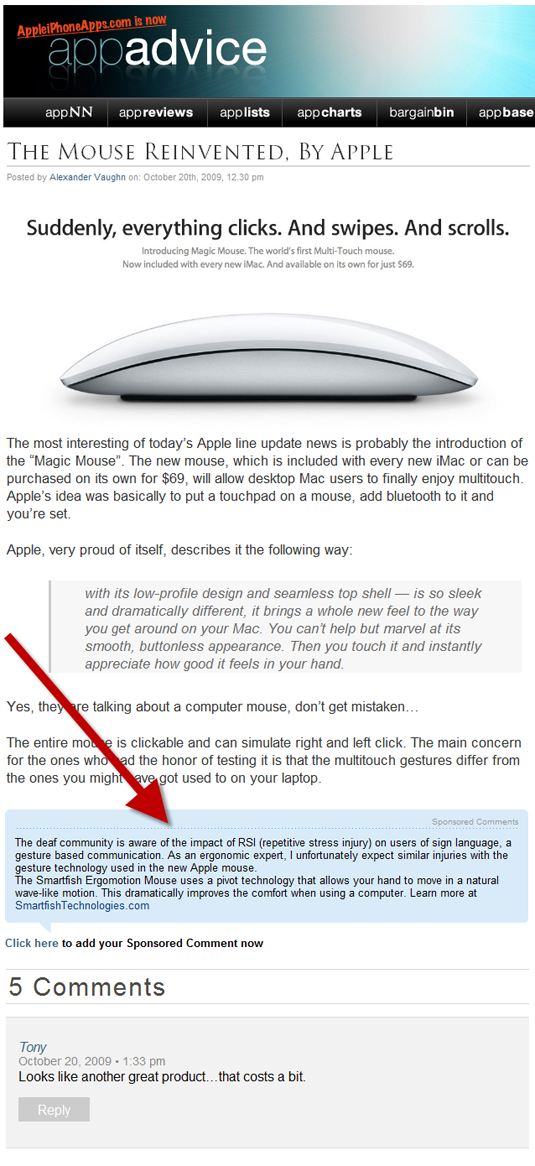 AppleiPhoneApps.com is now
appadvice
appNN appreviews applists appcharts bargainbin appbase
The Mouse Reinvented, By Apple
Posted by Alexander Vaughn on: October 20th, 2009, 12.30 pm
Suddenly, everything clicks. And swipes. And scrolls.
Introducing Magic Mouse. The world's first Multi-Touch mouse.
Now included with every new iMac. And available on its own for just $69.
The most interesting of today's Apple line update news is probably the introduction of
the “Magic Mouse”. The new mouse, which is included with every new iMac or can be
purchased on its own for $69, will allow desktop Mac users to finally enjoy multitouch.
Apple's idea was basically to put a touchpad on a mouse, add bluetooth to it and
you're set.
Apple, very proud of itself, describes it the following way:
with its low-profile design and seamless top shell — is so sleek
and dramatically different, it brings a whole new feel to the way
you get around on your Mac. You can't help but marvel at its
smooth, buttonless appearance. Then you touch it and instantly
appreciate how good it feels in your hand.
Yes, they are talking about a computer mouse, don't get mistaken…
The entire mouse is clickable and can simulate right and left click. The main concern
for the ones who had the honor of testing it is that the multitouch gestures differ from
the ones you might have got used to on your laptop.
Sponsored Comments
The deaf community is aware of the impact of RSI (repetitive stress injury) on users of sign language, a
gesture based communication. As an ergonomic expert, I unfortunately expect similar injuries with the
gesture technology used in the new Apple mouse.
The Smartfish Ergomotion Mouse uses a pivot technology that allows your hand to move in a natural
wave-like motion. This dramatically improves the comfort when using a computer. Learn more at
SmartfishTechnologies.com
Click here to add your Sponsored Comment now
5 Comments
Tony
October 20, 2009 • 1:33 pm
Looks like another great product…that costs a bit.
Reply